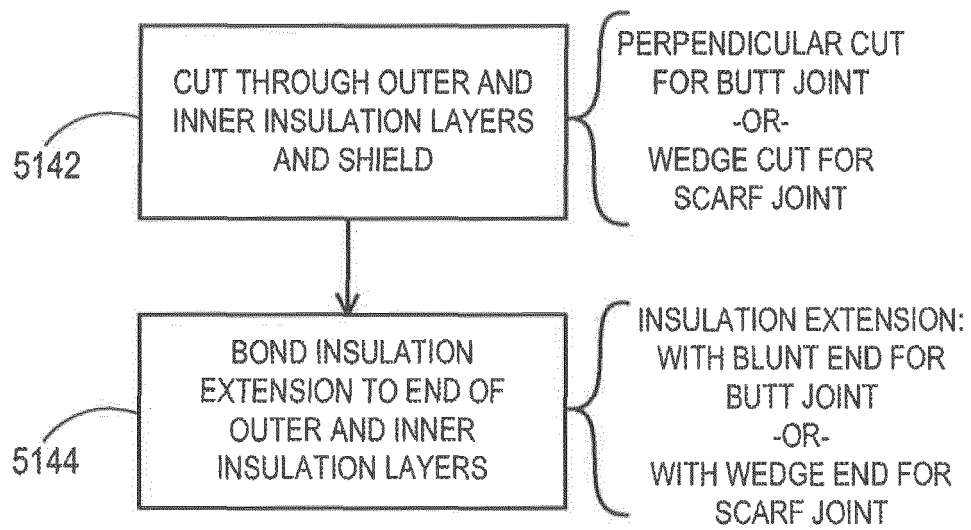 CUT THROUGH OUTER AND
INNER INSULATION LAYERS
AND SHIELD
5142
PERPENDICULAR CUT
FOR BUTT JOINT
-OR-
WEDGE CUT FOR
SCARF JOINT
BOND INSULATION
EXTENSION TO END OF
OUTER AND INNER
INSULATION LAYERS
5144
INSULATION EXTENSION:
WITH BLUNT END FOR
BUTT JOINT
-OR-
WITH WEDGE END FOR
SCARF JOINT